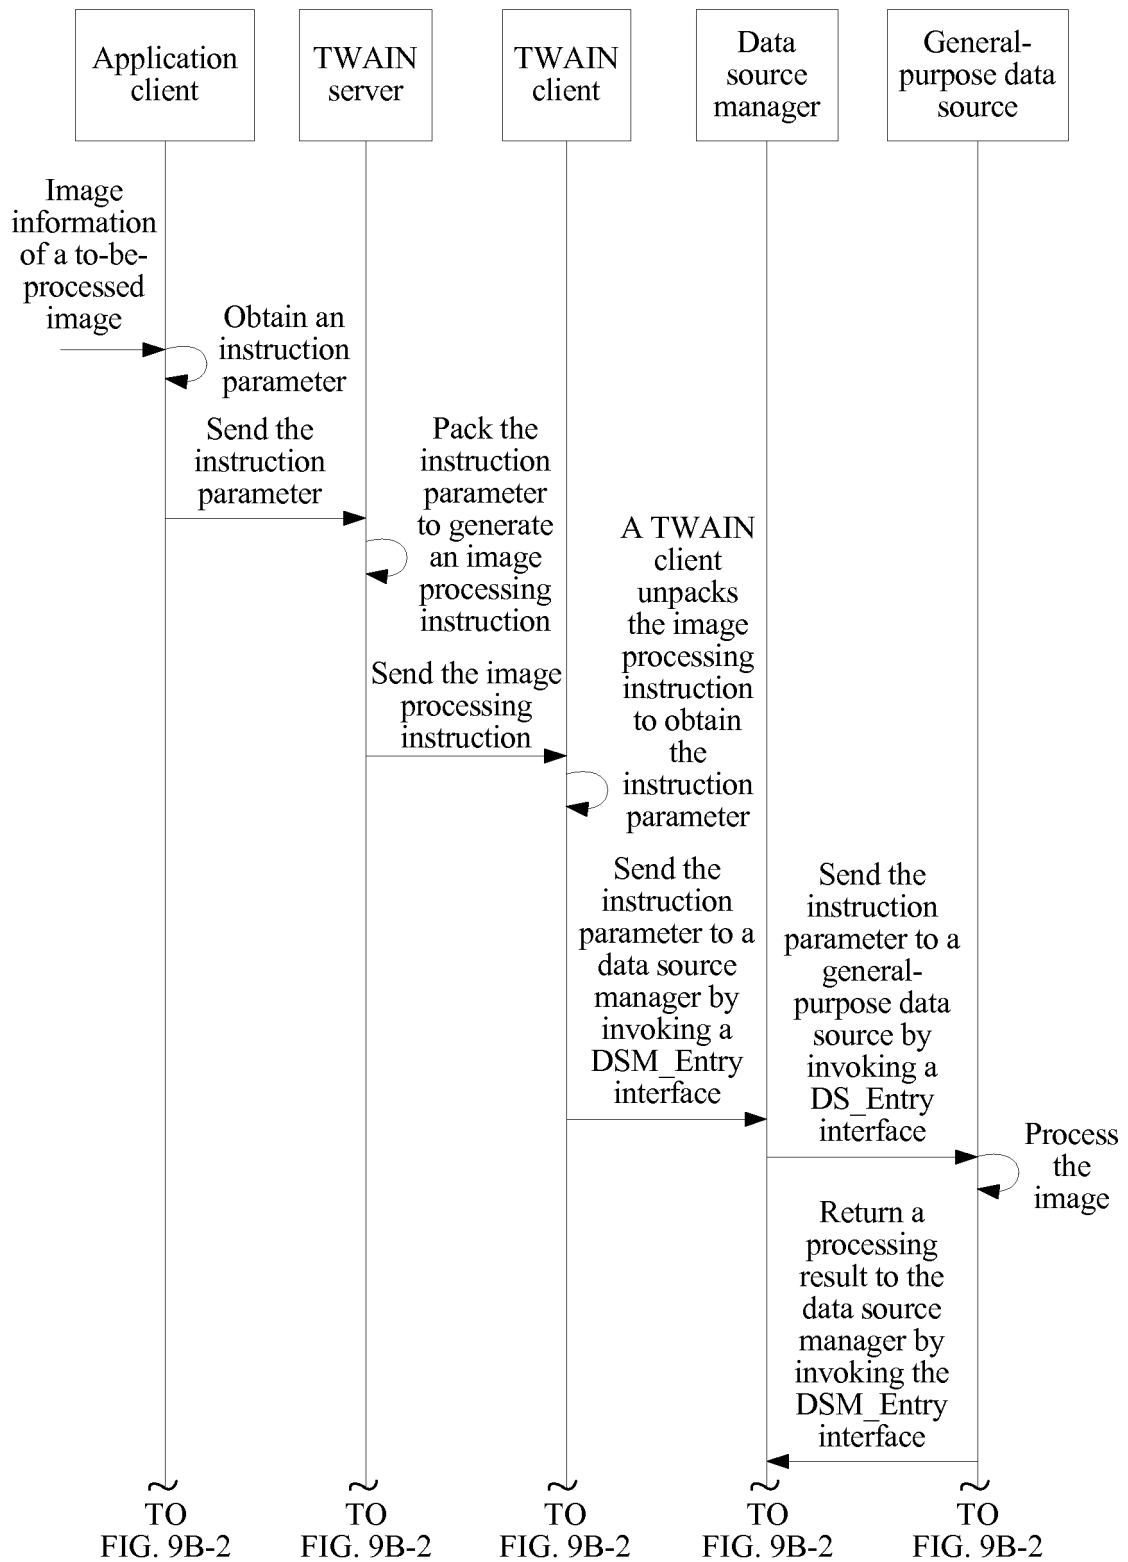 Application
client
TWAIN
server
TWAIN
client
Data
source
manager
General-
purpose data
source
Image
information
of a to-be-
processed
image
Obtain an
instruction
parameter
Send the
instruction
parameter
Pack the
instruction
parameter
to generate
an image
processing
instruction
Send the image
processing
instruction
A TWAIN
client
unpacks
the image
processing
instruction
to obtain
the
instruction
parameter
Send the
instruction
parameter to a
data source
manager by
invoking a
DSM_Entry
interface
Send the
instruction
parameter to a
general-
purpose data
source by
invoking a
DS_Entry
interface
Process
the
image
Return a
processing
result to the
data source
manager by
invoking the
DSM_Entry
interface
TO
FIG. 9B-2
TO
FIG. 9B-2
TO
FIG. 9B-2
TO
FIG. 9B-2
TO
FIG. 9B-2